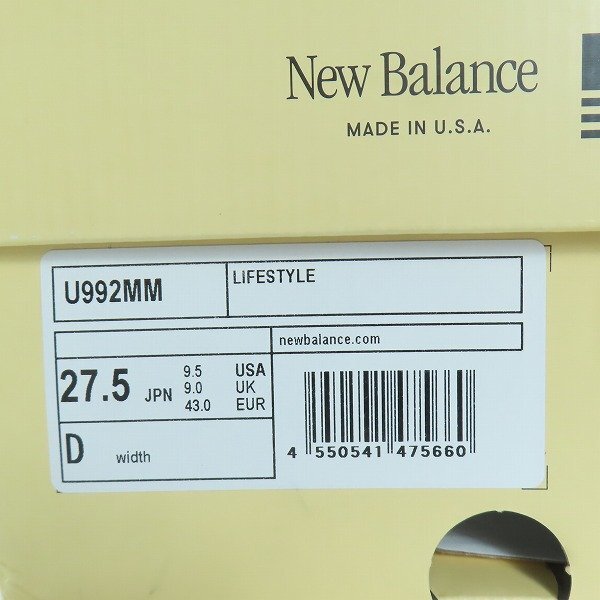 New Balance
MADE IN U.S.A.
U992MM
LIFESTYLE
newbalance.com
27.5 JPN
9.5 USA
9.0 UK
43.0 EUR
D width
4 550541 475660